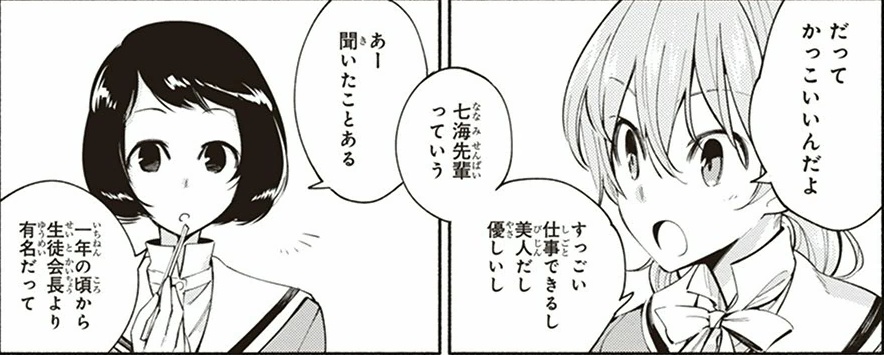 だって
かっこいいんだよ
すっごい
仕事できるし
美人だし
優しいし
七海先輩
っていう
あー
聞いたことある
一年の頃から
生徒会長より
有名だって